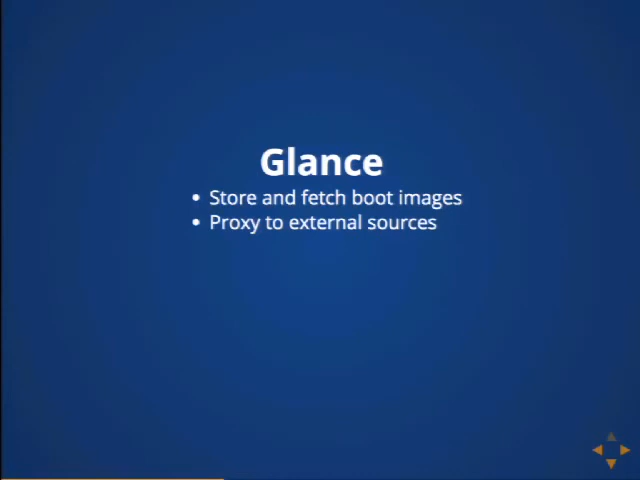 Glance
• Store and fetch boot images
• Proxy to external sources